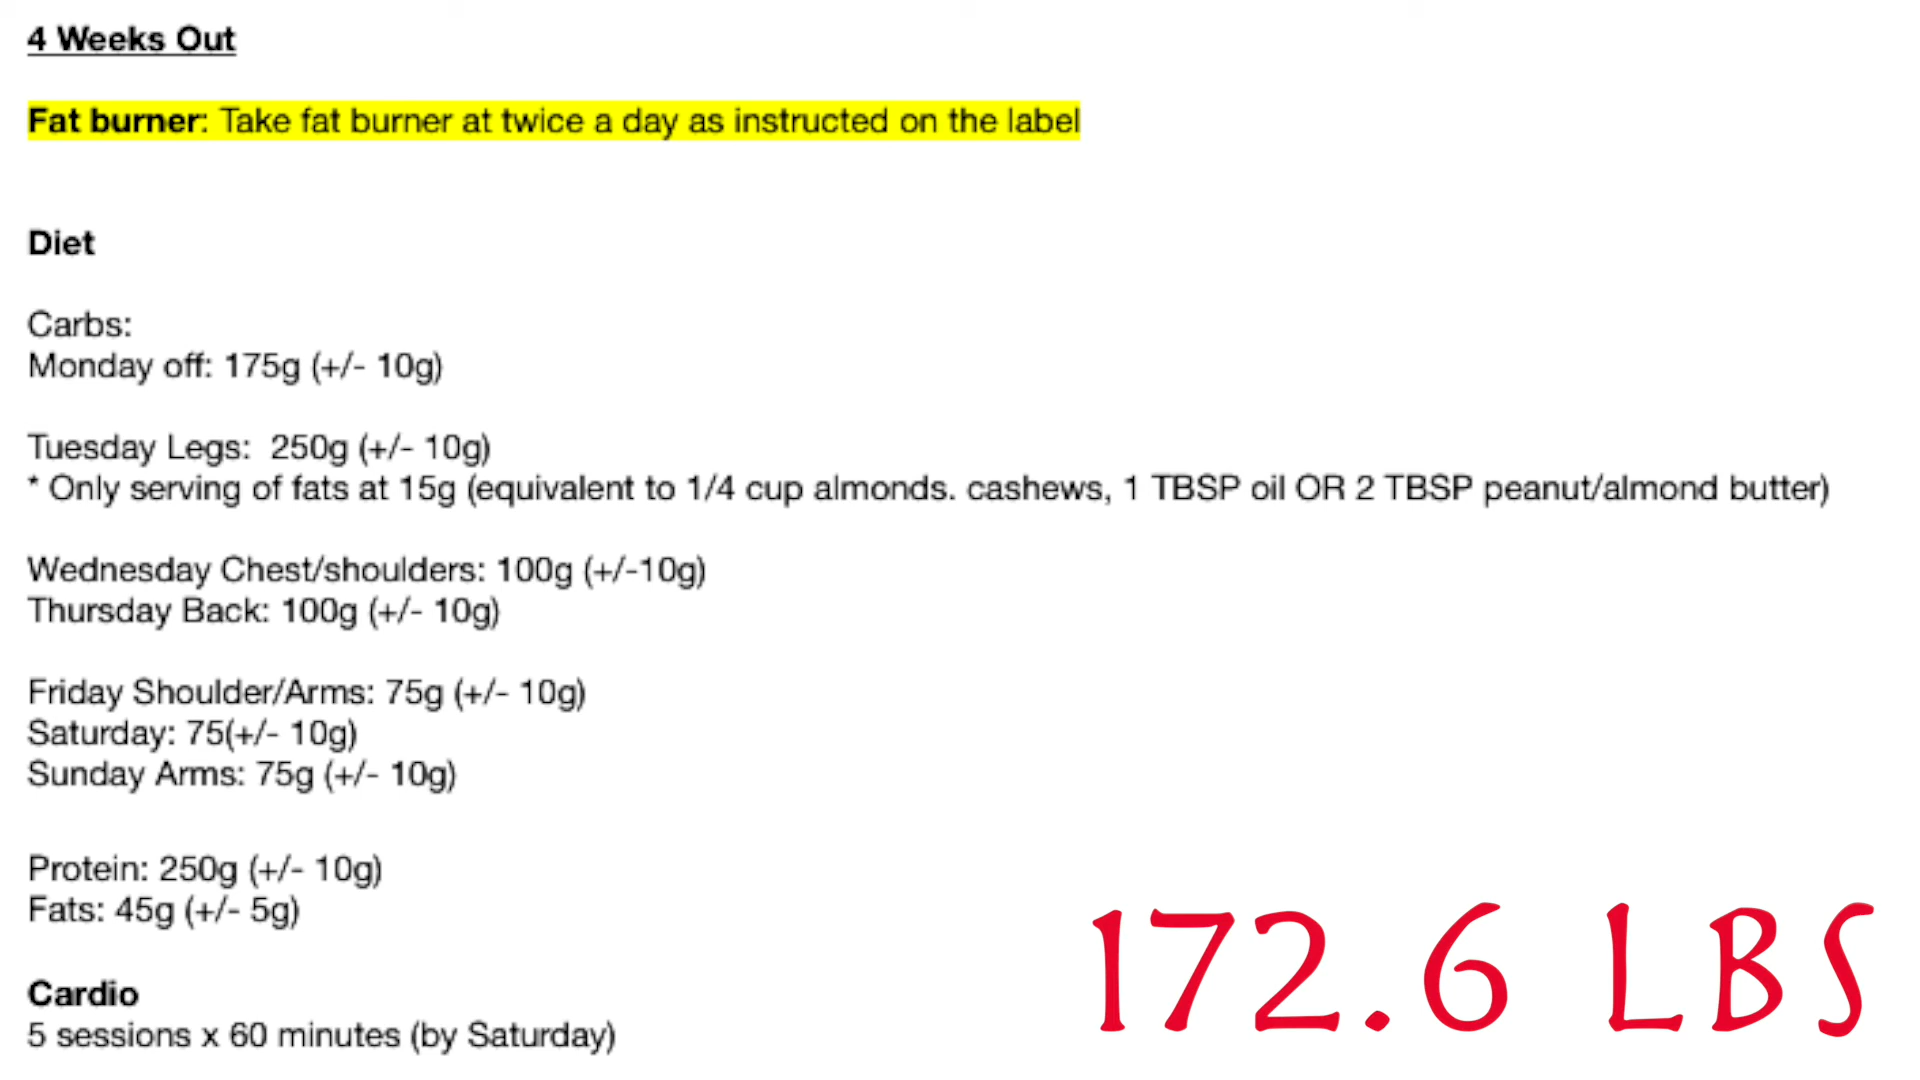 4 Weeks Out
Fat burner: Take fat burner at twice a day as instructed on the label
Diet
Carbs:
Monday off: 175g (+/- 10g)
Tuesday Legs:  250g (+/- 10g)
* Only serving of fats at 15g (equivalent to 1/4 cup almonds. cashews, 1 TBSP oil OR 2 TBSP peanut/almond butter)
Wednesday Chest/shoulders: 100g (+/-10g)
Thursday Back: 100g (+/- 10g)
Friday Shoulder/Arms: 75g (+/- 10g)
Saturday: 75(+/- 10g)
Sunday Arms: 75g (+/- 10g)
Protein: 250g (+/- 10g)
Fats: 45g (+/- 5g)
Cardio
5 sessions x 60 minutes (by Saturday)
172.6 LBS